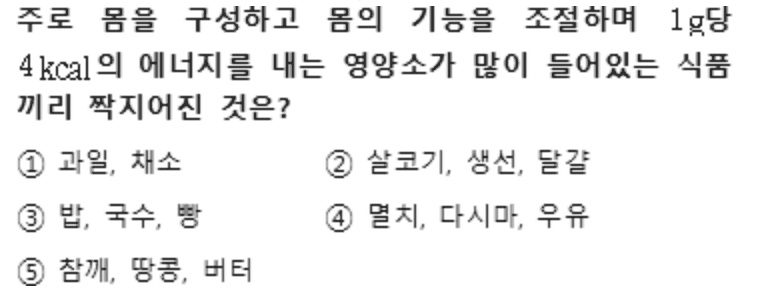 주로 몸을 구성하고 몸의 기능을 조절하며 1g당
4kcal의 에너지를 내는 영양소가 많이 들어있는 식품
끼리 짝지어진 것은?
① 과일, 채소 ② 살코기, 생선, 달걀
③ 밥, 국수, 빵 ④ 멸치, 다시마, 우유
⑤ 참깨, 땅콩, 버터